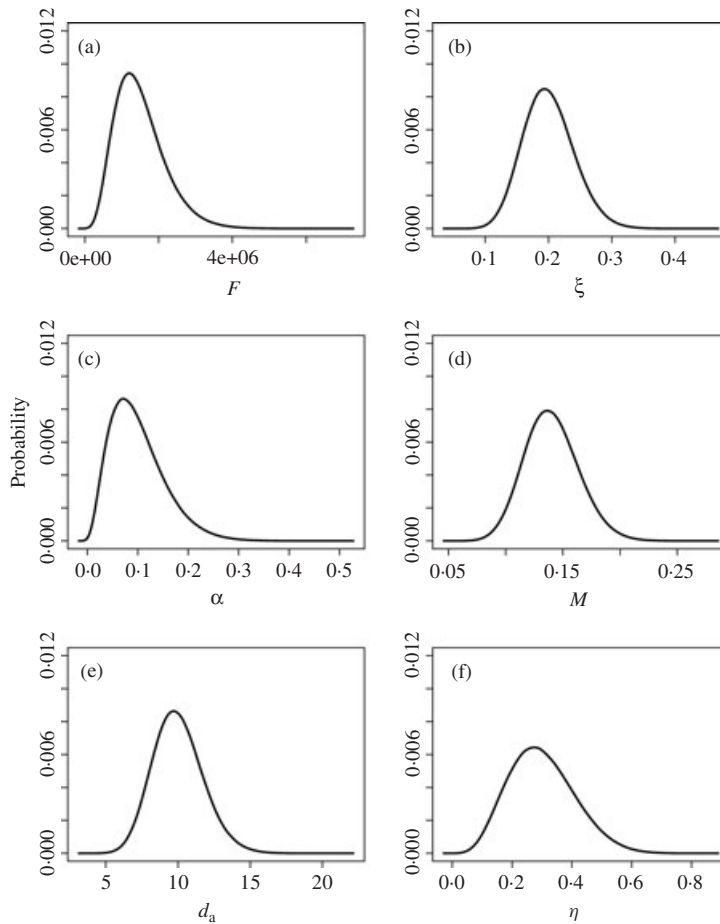 (a)
0·012
0·006
0·000
0e+00 4e+06
F
(b)
0·012
0·006
0·000
0·1 0·2 0·3 0·4
ξ
Probability
(c)
0·012
0·006
0·000
0·0 0·1 0·2 0·3 0·4 0·5
α
(d)
0·012
0·006
0·000
0·05 0·15 0·25
M
(e)
0·012
0·006
0·000
5 10 15 20
dₐ
(f)
0·012
0·006
0·000
0·0 0·2 0·4 0·6 0·8
η